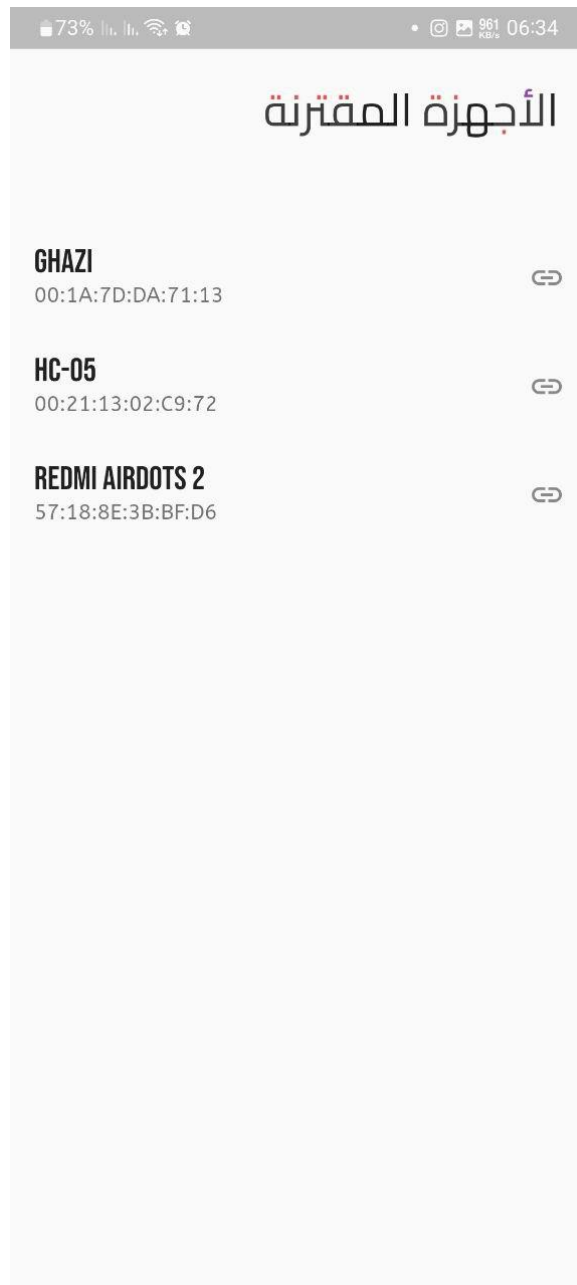 73%
961 KB/s 06:34
الأجهزة المقترنة
GHAZI
00:1A:7D:DA:71:13
HC-05
00:21:13:02:C9:72
REDMI AIRDOTS 2
57:18:8E:3B:BF:D6